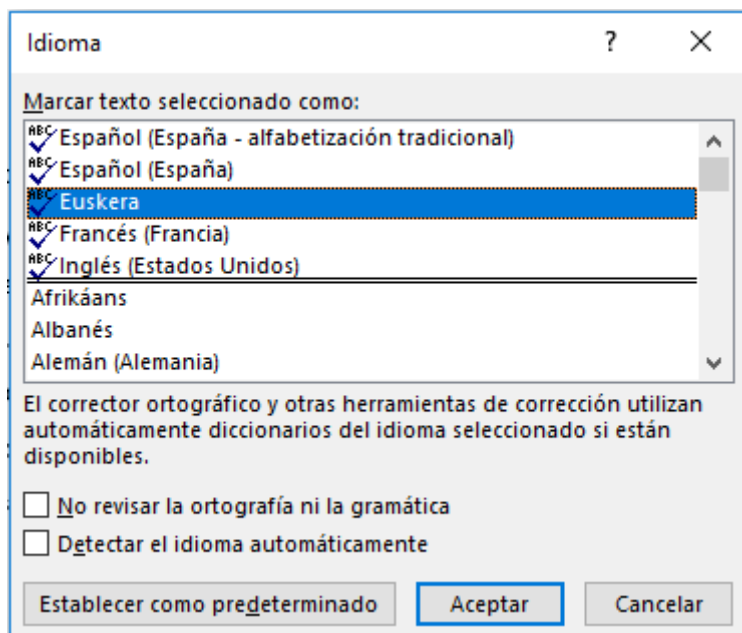 Idioma
Marcar texto seleccionado como:
Español (España - alfabetización tradicional)
Español (España)
Euskera
Francés (Francia)
Inglés (Estados Unidos)
Afrikáans
Albanés
Alemán (Alemania)
El corrector ortográfico y otras herramientas de corrección utilizan
automáticamente diccionarios del idioma seleccionado si están
disponibles.
No revisar la ortografía ni la gramática
Detectar el idioma automáticamente
Establecer como predeterminado Aceptar Cancelar